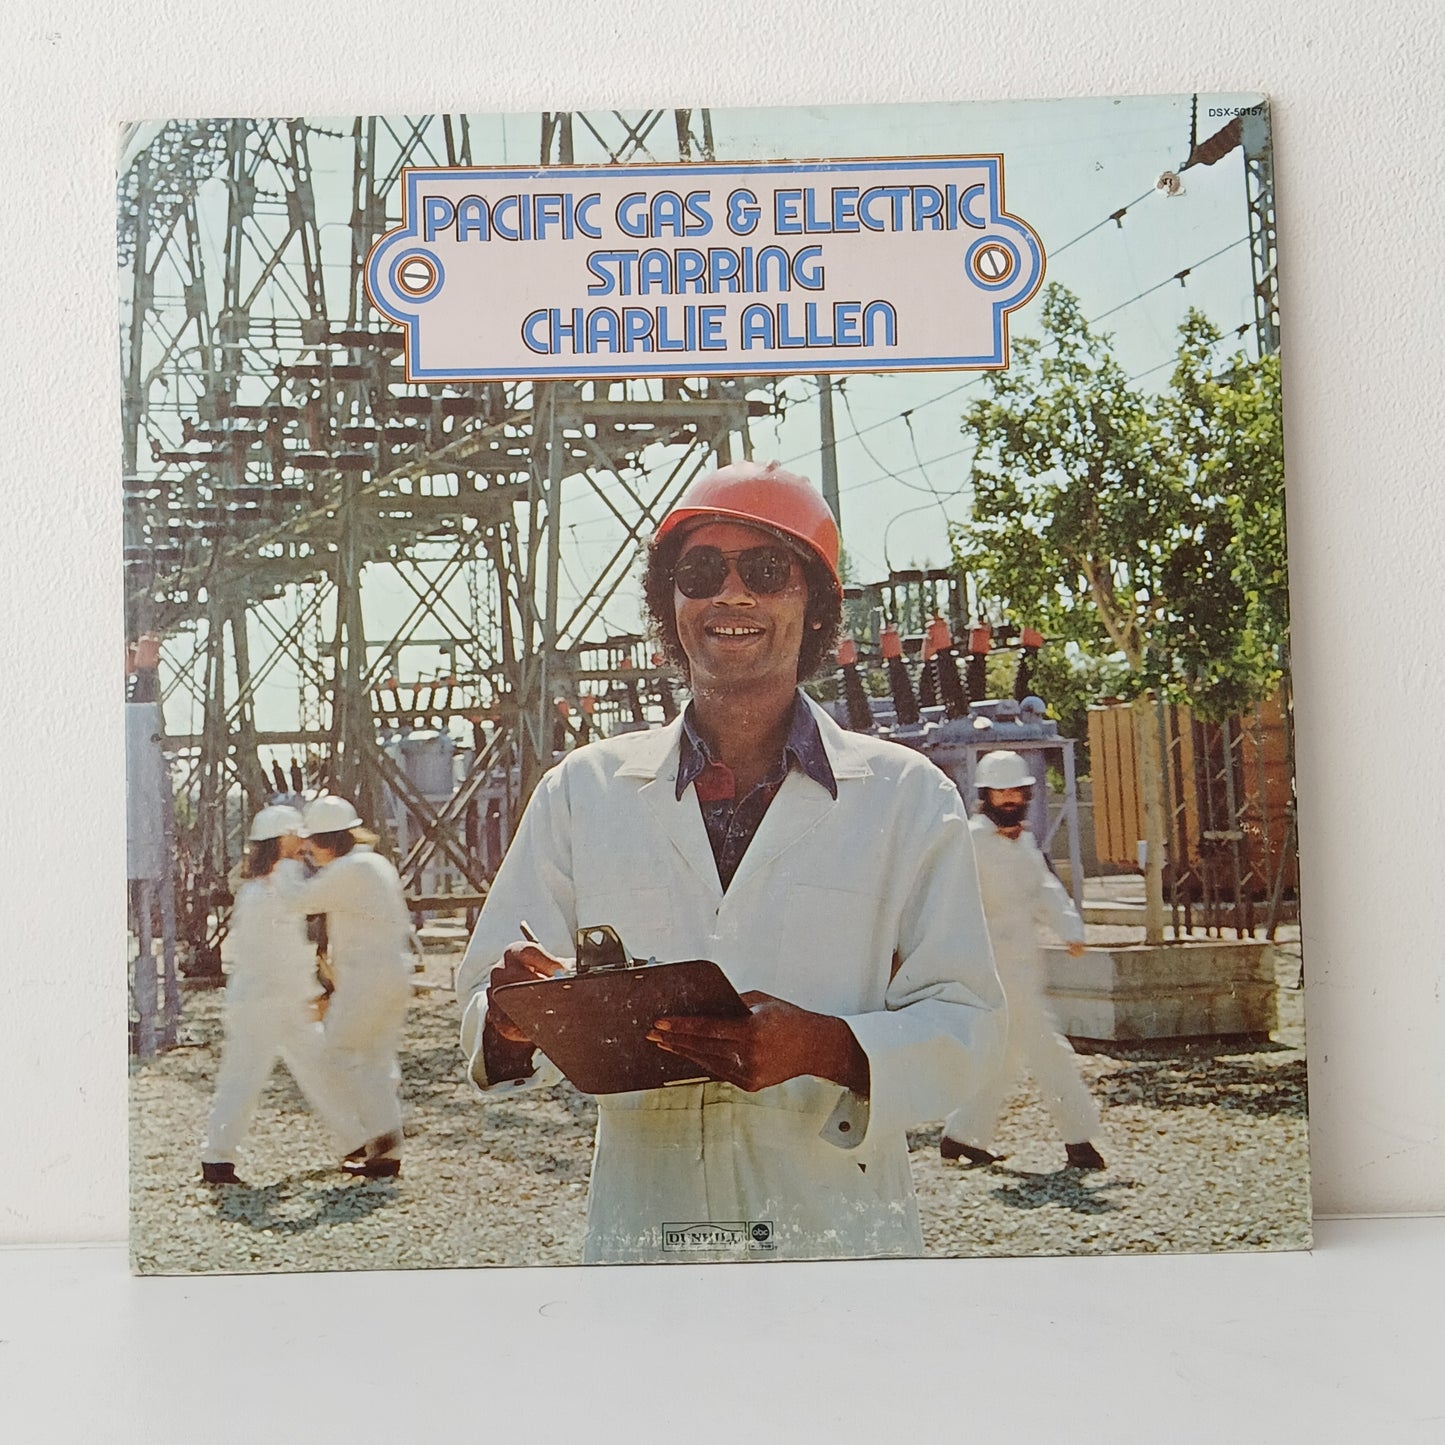 DSX-50157
PACIFIC GAS & ELECTRIC
STARRING
CHARLIE ALLEN
DUNHILL abc